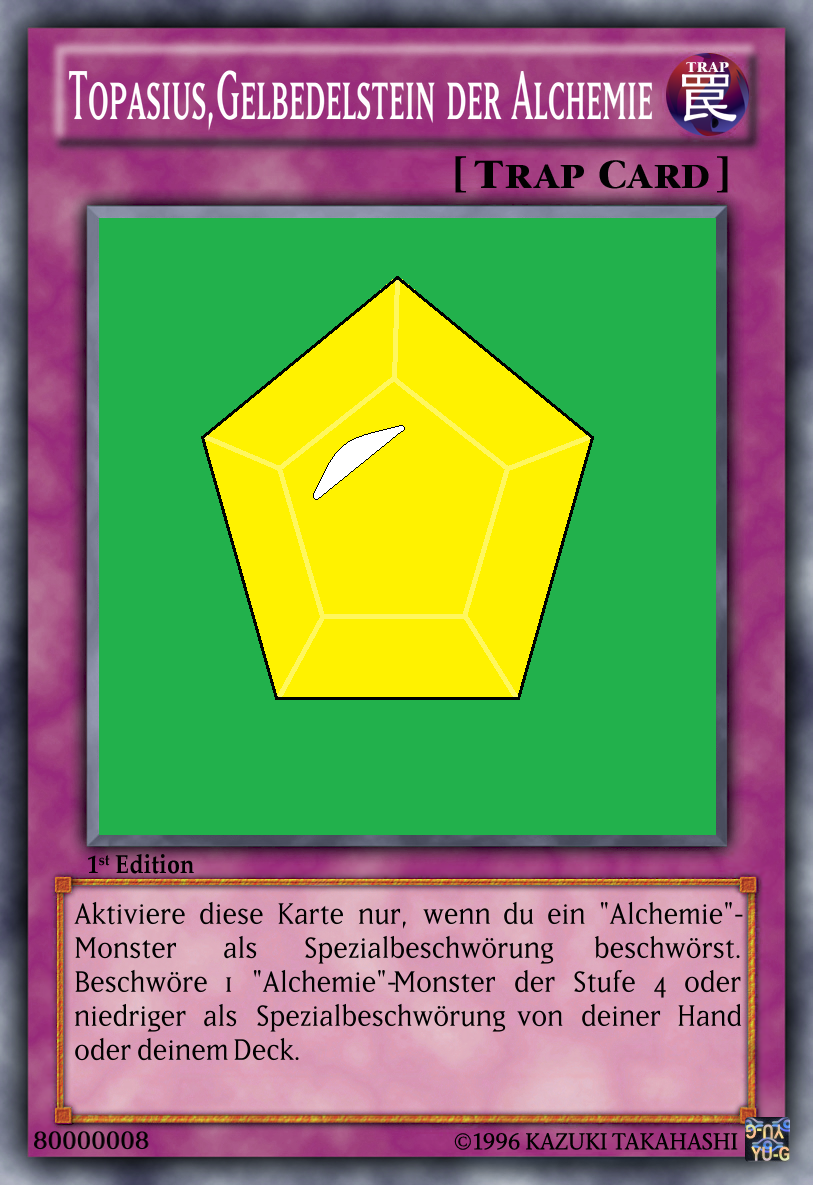 Topasius,Gelbedelstein der Alchemie
TRAP
罠
[Trap Card]
1st Edition
Aktiviere diese Karte nur, wenn du ein "Alchemie"-
Monster als Spezialbeschwörung beschwörst.
Beschwöre 1 "Alchemie"-Monster der Stufe 4 oder
niedriger als Spezialbeschwörung von deiner Hand
oder deinem Deck.
80000008
©1996 KAZUKI TAKAHASHI
YU-G
YU-G